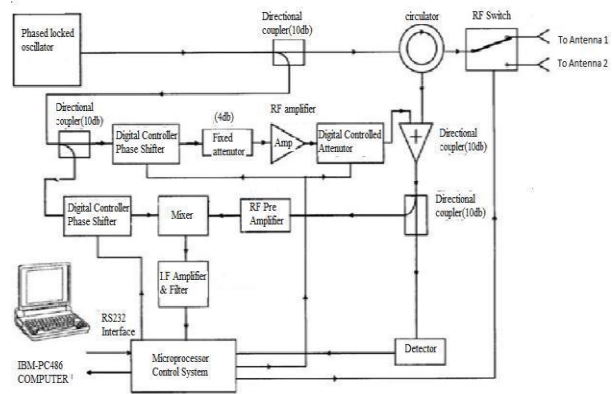 Phased locked
oscillator
Directional
coupler(10db)
circulator
RF Switch
To Antenna 1
To Antenna 2
Directional
coupler(10db)
Digital Controller
Phase Shifter
(4db)
Fixed
attenutor
RF amplifier
Amp
Digital Controlled
Attenutor
+
Directional
coupler(10db)
Digital Controller
Phase Shifter
Mixer
RF Pre
Amplifier
Directional
coupler(10db)
I.F Amplifier
& Filter
RS232
Interface
IBM-PC486
COMPUTER
Microprocessor
Control System
Detector